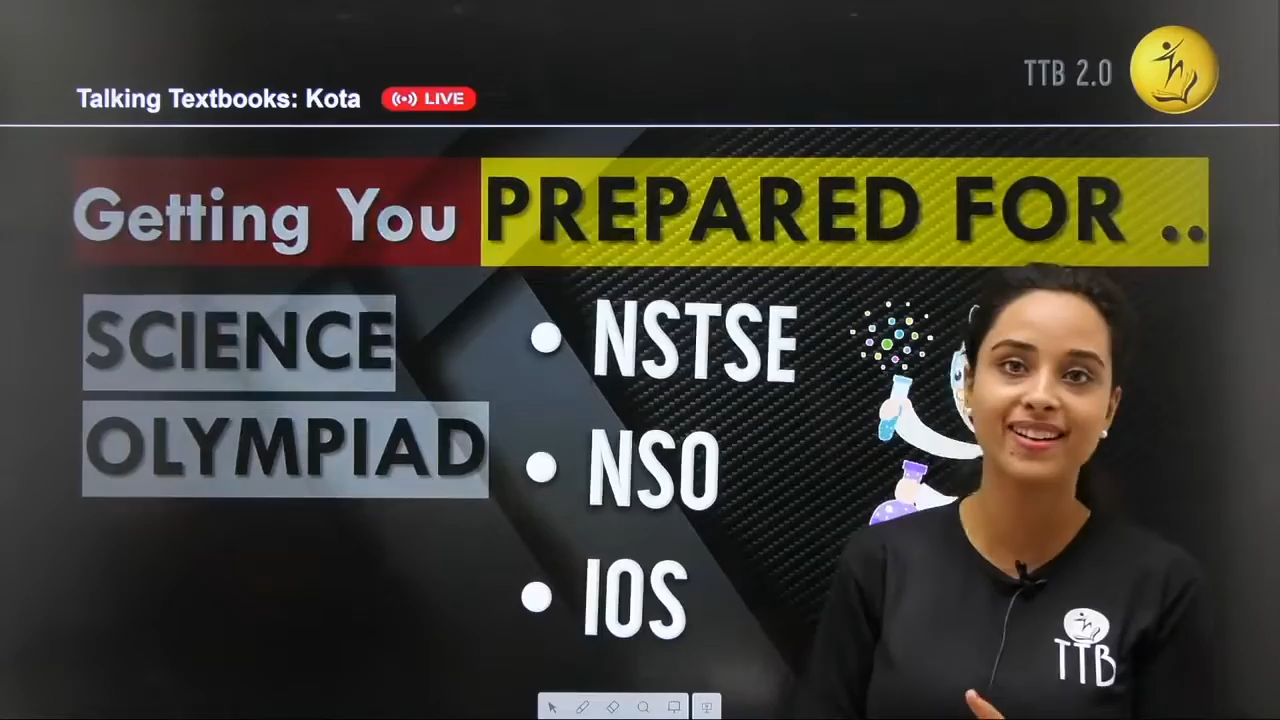 TTB 2.0
Talking Textbooks: Kota LIVE
Getting You PREPARED FOR ..
SCIENCE
OLYMPIAD
• NSTSE
• NSO
• IOS
TTB